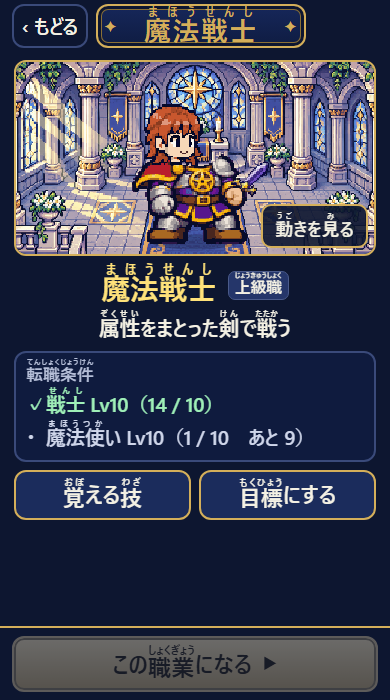 ‹ もどる
まほうせんし
魔法戦士
うご み
動きを見る
まほうせんし
魔法戦士
じょうきゅうしょく
上級職
ぞくせい けん たたか
属性をまとった剣で戦う
てんしょくじょうけん
転職条件
せんし
✓戦士 Lv10（14 / 10）
まほうつか
・ 魔法使い Lv10（1 / 10　あと 9）
おぼ わざ
覚える技
もくひょう
目標にする
しょくぎょう
この職業になる ▶